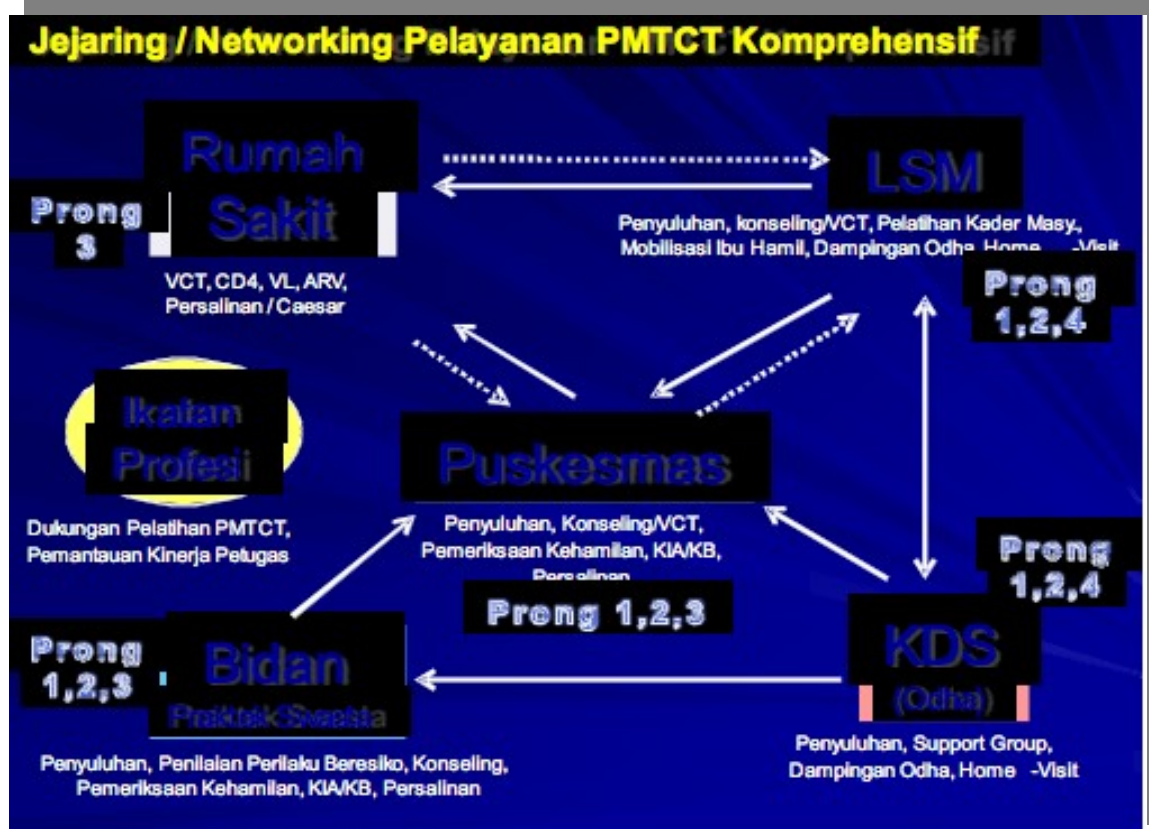 Jejaring / Networking Pelayanan PMTCT Komprehensif
Rumah
Sakit
Prong
3
VCT, CD4, VL, ARV,
Persalinan / Caesar
LSM
Penyuluhan, konseling/VCT, Pelatihan Kader Masy.,
Mobilisasi Ibu Hamil, Dampingan Odha, Home -Visit
Prong
1,2,4
Ikatan
Profesi
Dukungan Pelatihan PMTCT,
Pemantauan Kinerja Petugas
Puskesmas
Penyuluhan, Konseling/VCT,
Pemeriksaan Kehamilan, KIA/KB,
Persalinan
Prong 1,2,3
Prong
1,2,3
Bidan
Praktek Swasta
Penyuluhan, Penilaian Perilaku Beresiko, Konseling,
Pemeriksaan Kehamilan, KIA/KB, Persalinan
Prong
1,2,4
KDS
(Odha)
Penyuluhan, Support Group,
Dampingan Odha, Home -Visit